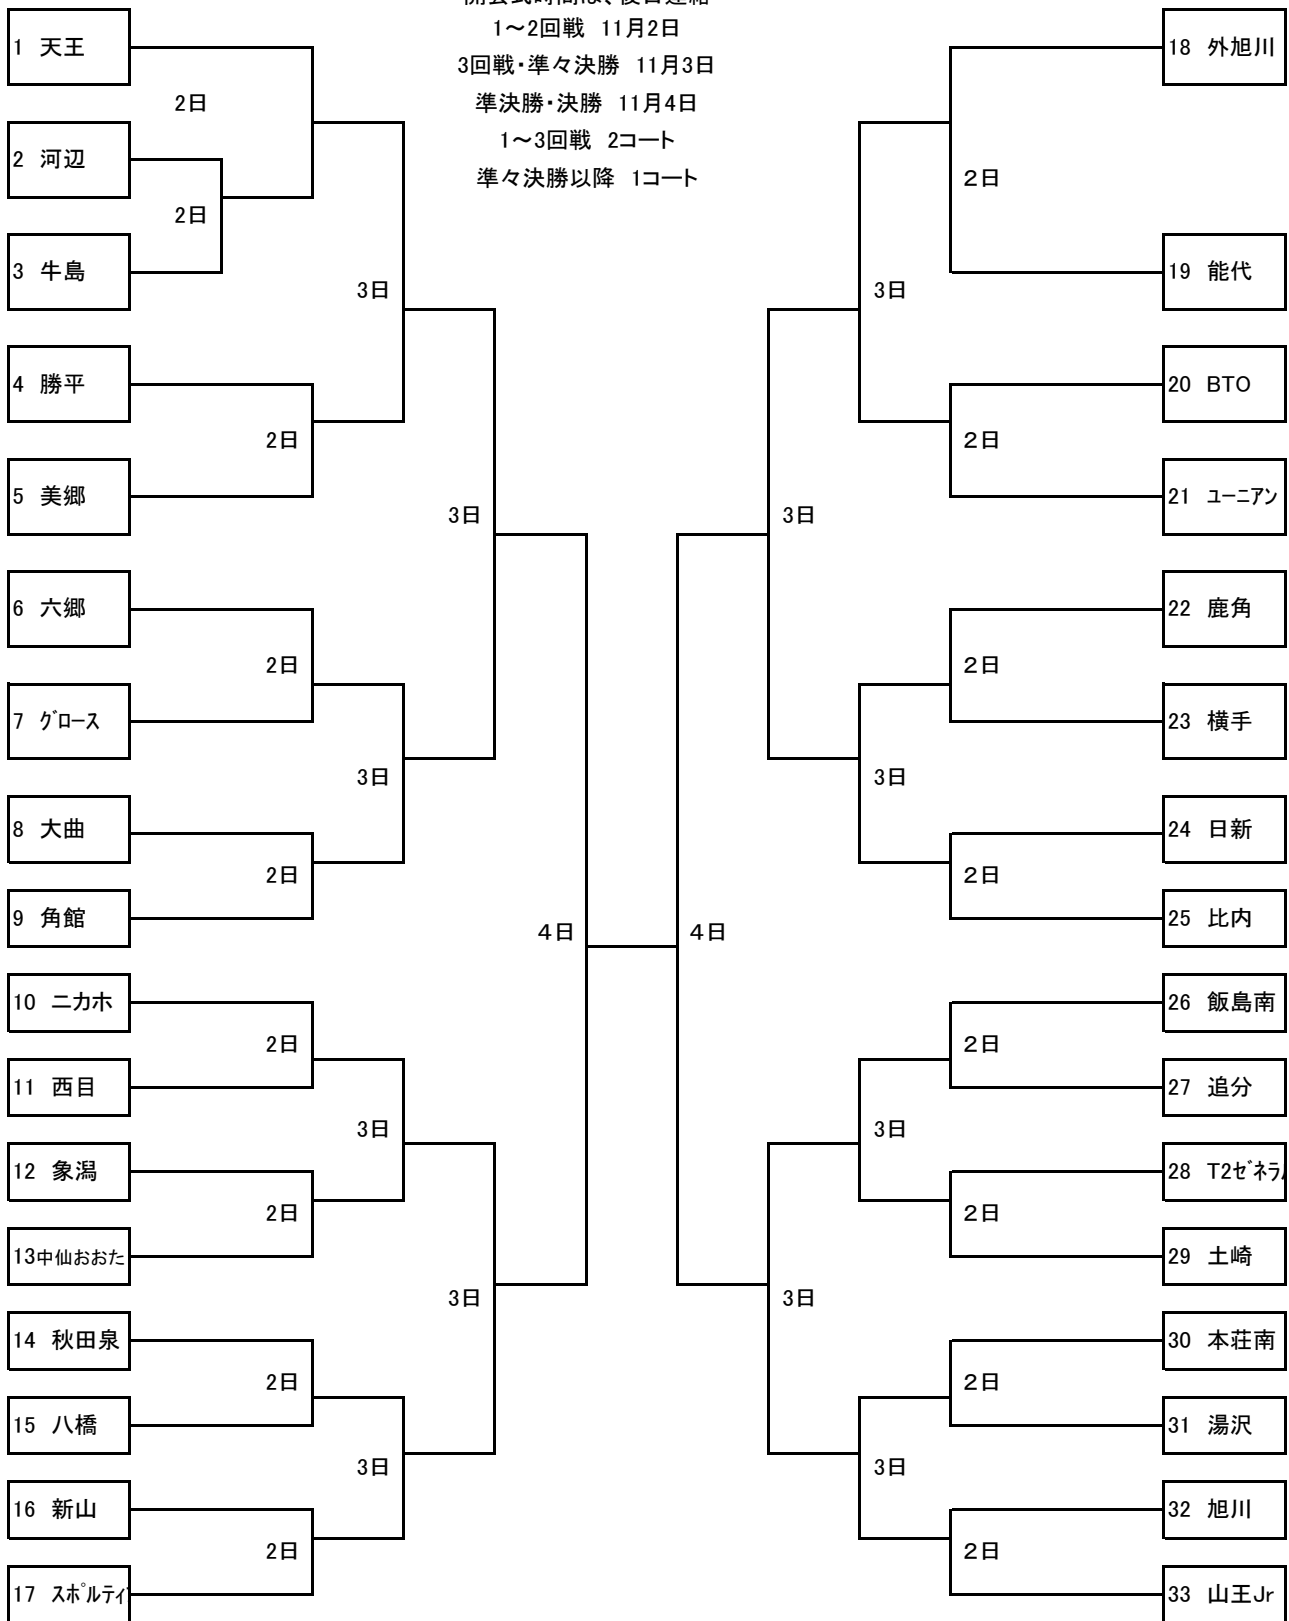 1～2回戦 11月2日
3回戦・準々決勝 11月3日
準決勝・決勝 11月4日
1～3回戦 2コート
準々決勝以降 1コート
1 天王
2日
2 河辺
2日
3 牛島
3日
4 勝平
2日
5 美郷
3日
6 六郷
2日
7 グロース
3日
8 大曲
2日
9 角館
4日
10 ニカホ
2日
11 西目
3日
12 象潟
2日
13中仙おおた
3日
14 秋田泉
2日
15 八橋
3日
16 新山
2日
17 スポルティ
18 外旭川
2日
19 能代
3日
20 BTO
2日
21 ユーニアン
3日
22 鹿角
2日
23 横手
3日
24 日新
2日
25 比内
4日
26 飯島南
2日
27 追分
3日
28 T2ゼネラ
2日
29 土崎
3日
30 本荘南
2日
31 湯沢
3日
32 旭川
2日
33 山王Jr